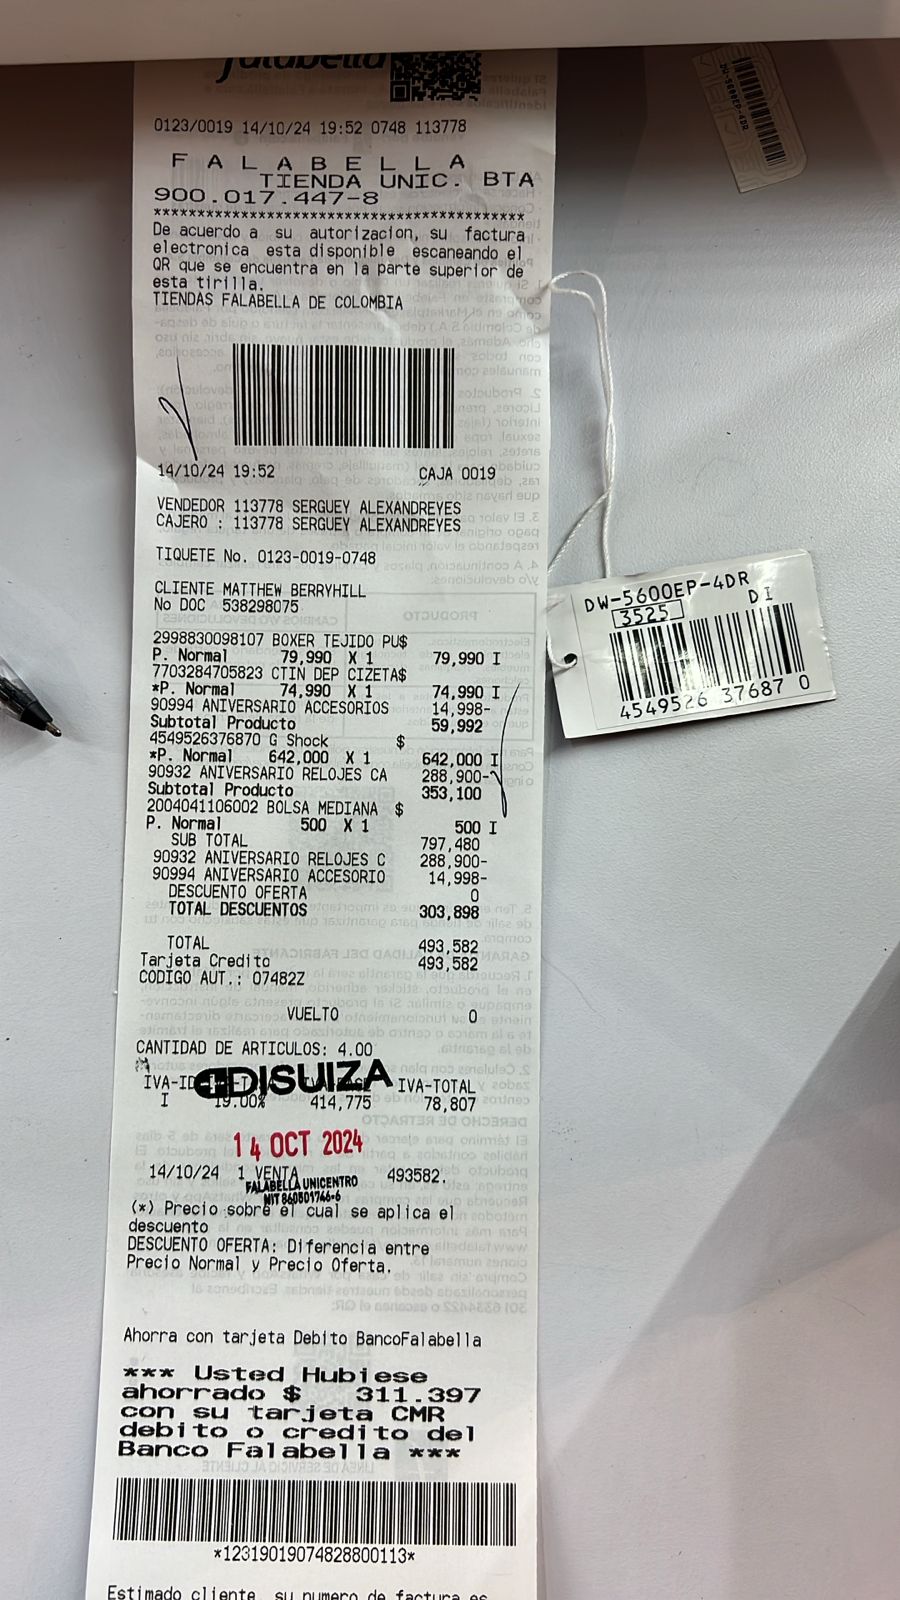 falabella
0123/0019 14/10/24 19:52 0748 113778
F A L A B E L L A
TIENDA UNIC. BTA
900.017.447-8
*****************************************
De acuerdo a su autorizacion, su factura
electronica esta disponible escaneando el
QR que se encuentra en la parte superior de
esta tirilla.
TIENDAS FALABELLA DE COLOMBIA
14/10/24 19:52 CAJA 0019
VENDEDOR 113778 SERGUEY ALEXANDREYES
CAJERO : 113778 SERGUEY ALEXANDREYES
TIQUETE No. 0123-0019-0748
CLIENTE MATTHEW BERRYHILL
No DOC 538298075
2998830098107 BOXER TEJIDO PU$
P. Normal 79,990 X 1 79,990 I
7703284705823 CTIN DEP CIZETA$
*P. Normal 74,990 X 1 74,990 I
90994 ANIVERSARIO ACCESORIOS 14,998-
Subtotal Producto 59,992
4549526376870 G Shock $
*P. Normal 642,000 X 1 642,000 I
90932 ANIVERSARIO RELOJES CA 288,900-
Subtotal Producto 353,100
2004041106002 BOLSA MEDIANA $
P. Normal 500 X 1 500 I
SUB TOTAL 797,480
90932 ANIVERSARIO RELOJES C 288,900-
90994 ANIVERSARIO ACCESORIO 14,998-
DESCUENTO OFERTA 0
TOTAL DESCUENTOS 303,898
TOTAL 493,582
Tarjeta Credito 493,582
CODIGO AUT.: 07482Z
VUELTO 0
CANTIDAD DE ARTICULOS: 4.00
DISUIZA
IVA-TOTAL
I 19.00% 414,775 78,807
14 OCT 2024
14/10/24 1 VENTA 493582.
FALABELLA UNICENTRO
NIT 860501746-6
(*) Precio sobre el cual se aplica el
descuento
DESCUENTO OFERTA: Diferencia entre
Precio Normal y Precio Oferta.
Ahorra con tarjeta Debito BancoFalabella
*** Usted Hubiese
ahorrado $ 311.397
con su tarjeta CMR
debito o credito del
Banco Falabella ***
*12319019074828800113*
Estimado cliente, su numero de factura es
DW-5600EP-4DR
3525 DI
4549526 37687 0
DW-5600EP-4DR